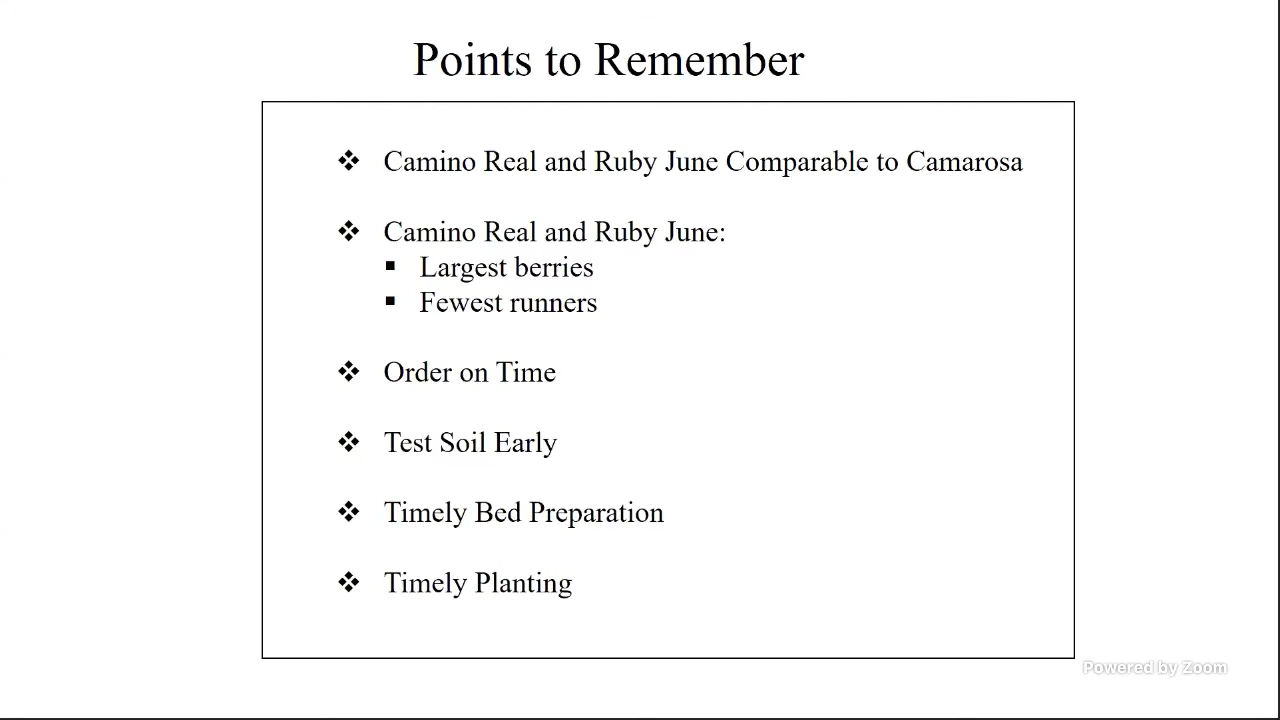 Points to Remember
❖ Camino Real and Ruby June Comparable to Camarosa
❖ Camino Real and Ruby June:
▪ Largest berries
▪ Fewest runners
❖ Order on Time
❖ Test Soil Early
❖ Timely Bed Preparation
❖ Timely Planting
Powered by Zoom